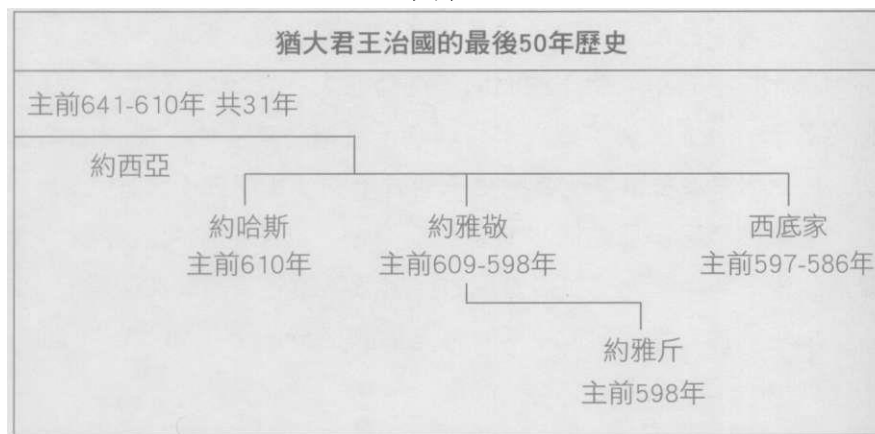 猶大君王治國的最後50年歷史
主前641-610年 共31年
約西亞
約哈斯
約雅敬
西底家
主前610年
主前609-598年
主前597-586年
約雅斤
主前598年